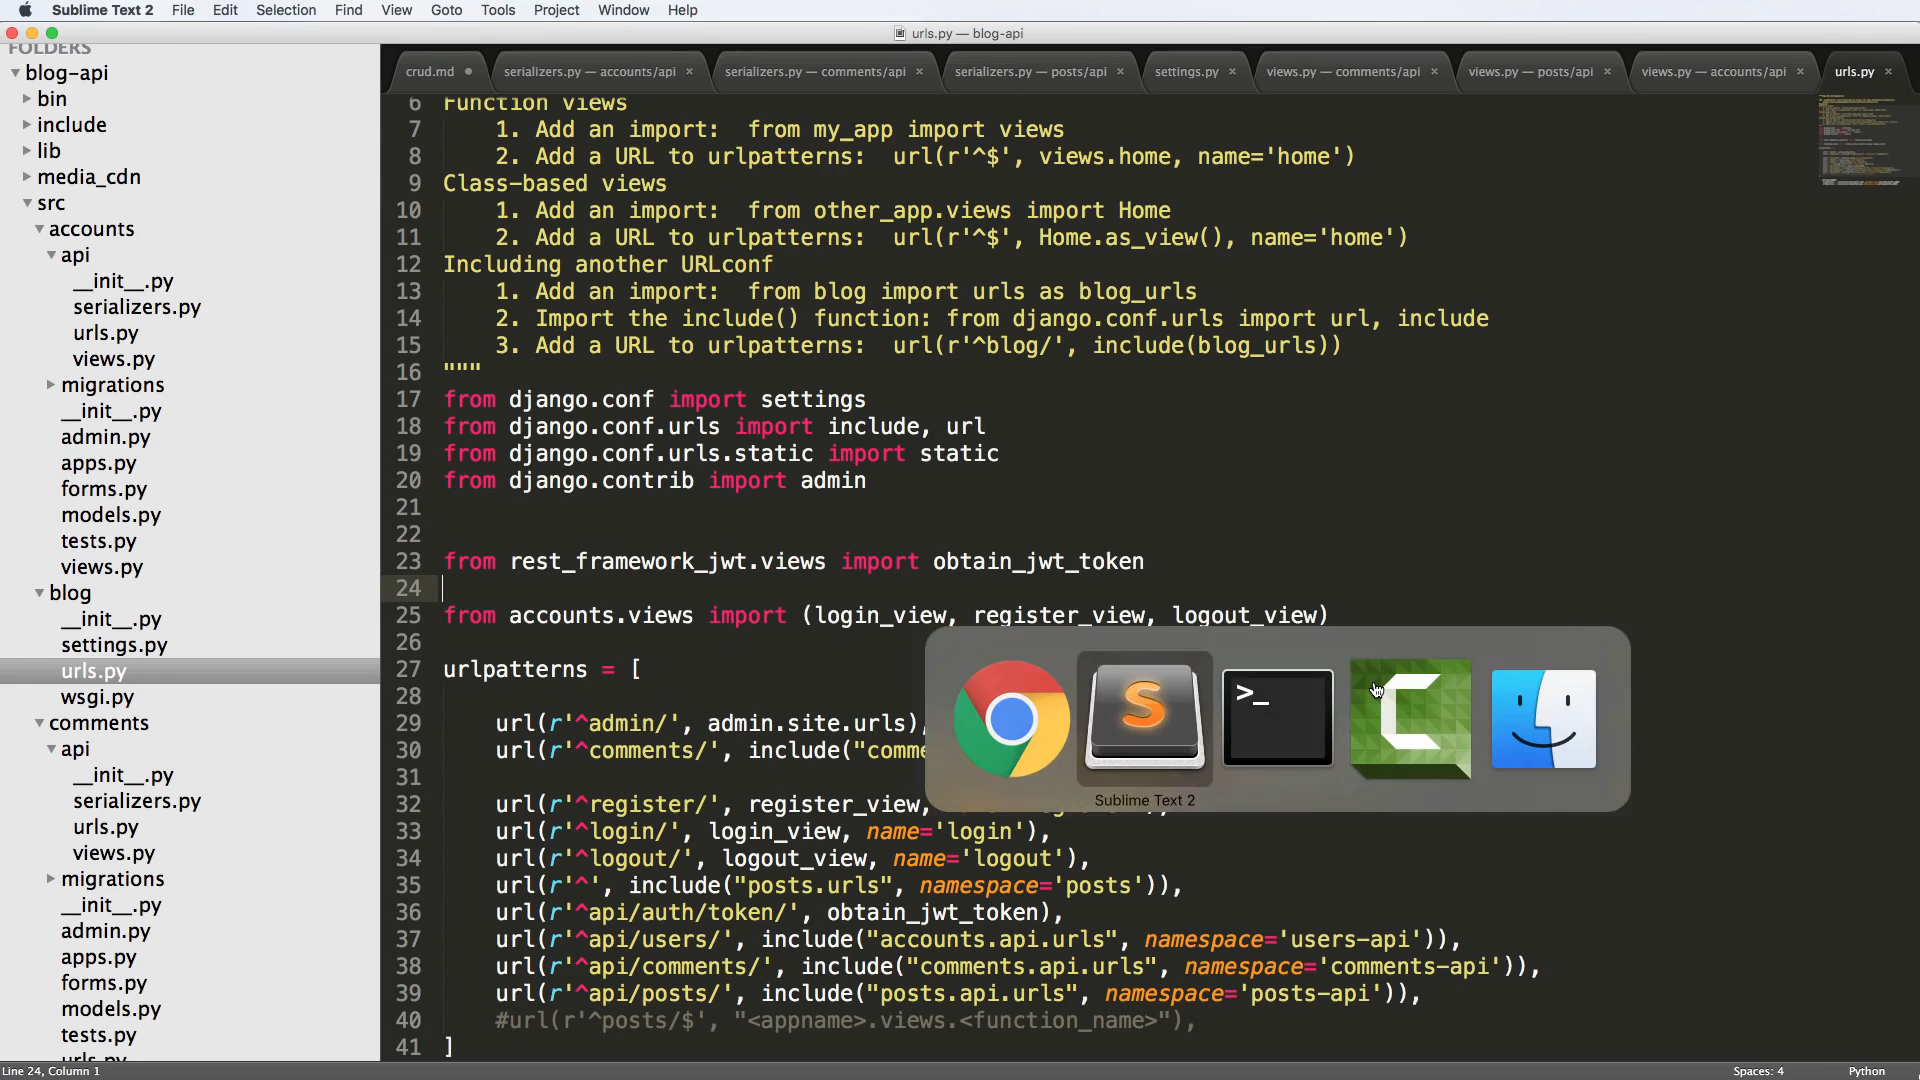 Sublime Text 2 File Edit Selection Find View Goto Tools Project Window Help
urls.py — blog-api
FOLDERS
blog-api
bin
include
lib
media_cdn
src
accounts
api
__init__.py
serializers.py
urls.py
views.py
migrations
__init__.py
admin.py
apps.py
forms.py
models.py
tests.py
views.py
blog
__init__.py
settings.py
urls.py
wsgi.py
comments
api
__init__.py
serializers.py
urls.py
views.py
migrations
__init__.py
admin.py
apps.py
forms.py
models.py
tests.py
urls.py
crud.md serializers.py — accounts/api × serializers.py — comments/api × serializers.py — posts/api × settings.py × views.py — comments/api × views.py — posts/api × views.py — accounts/api × urls.py ×
6 Function views
7     1. Add an import:  from my_app import views
8     2. Add a URL to urlpatterns:  url(r'^$', views.home, name='home')
9 Class-based views
10     1. Add an import:  from other_app.views import Home
11     2. Add a URL to urlpatterns:  url(r'^$', Home.as_view(), name='home')
12 Including another URLconf
13     1. Add an import:  from blog import urls as blog_urls
14     2. Import the include() function: from django.conf.urls import url, include
15     3. Add a URL to urlpatterns:  url(r'^blog/', include(blog_urls))
16 """
17 from django.conf import settings
18 from django.conf.urls import include, url
19 from django.conf.urls.static import static
20 from django.contrib import admin
21
22
23 from rest_framework_jwt.views import obtain_jwt_token
24
25 from accounts.views import (login_view, register_view, logout_view)
26
27 urlpatterns = [
28
29     url(r'^admin/', admin.site.urls),
30     url(r'^comments/', include("comme
31
32     url(r'^register/', register_view,
33     url(r'^login/', login_view, name='login'),
34     url(r'^logout/', logout_view, name='logout'),
35     url(r'^', include("posts.urls", namespace='posts')),
36     url(r'^api/auth/token/', obtain_jwt_token),
37     url(r'^api/users/', include("accounts.api.urls", namespace='users-api')),
38     url(r'^api/comments/', include("comments.api.urls", namespace='comments-api')),
39     url(r'^api/posts/', include("posts.api.urls", namespace='posts-api')),
40     #url(r'^posts/$', "<appname>.views.<function_name>"),
41 ]
Sublime Text 2
Line 24, Column 1 Spaces: 4 Python